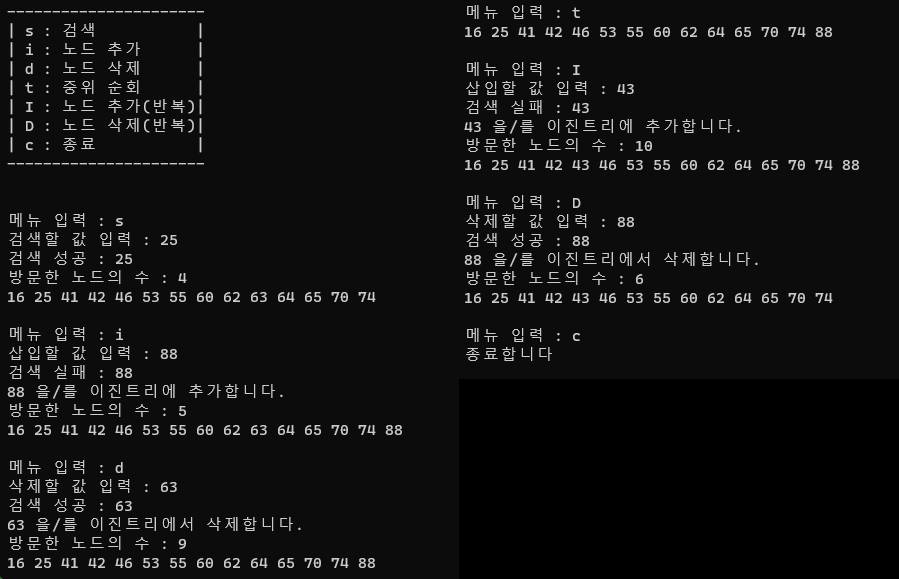 ----------------------
| s : 검색           |
| i : 노드 추가      |
| d : 노드 삭제      |
| t : 중위 순회      |
| I : 노드 추가(반복)|
| D : 노드 삭제(반복)|
| c : 종료           |
----------------------
메뉴 입력 : s
검색할 값 입력 : 25
검색 성공 : 25
방문한 노드의 수 : 4
16 25 41 42 46 53 55 60 62 63 64 65 70 74
메뉴 입력 : i
삽입할 값 입력 : 88
검색 실패 : 88
88 을/를 이진트리에 추가합니다.
방문한 노드의 수 : 5
16 25 41 42 46 53 55 60 62 63 64 65 70 74 88
메뉴 입력 : d
삭제할 값 입력 : 63
검색 성공 : 63
63 을/를 이진트리에서 삭제합니다.
방문한 노드의 수 : 9
16 25 41 42 46 53 55 60 62 64 65 70 74 88
메뉴 입력 : t
16 25 41 42 46 53 55 60 62 64 65 70 74 88
메뉴 입력 : I
삽입할 값 입력 : 43
검색 실패 : 43
43 을/를 이진트리에 추가합니다.
방문한 노드의 수 : 10
16 25 41 42 43 46 53 55 60 62 64 65 70 74 88
메뉴 입력 : D
삭제할 값 입력 : 88
검색 성공 : 88
88 을/를 이진트리에서 삭제합니다.
방문한 노드의 수 : 6
16 25 41 42 43 46 53 55 60 62 64 65 70 74
메뉴 입력 : c
종료합니다